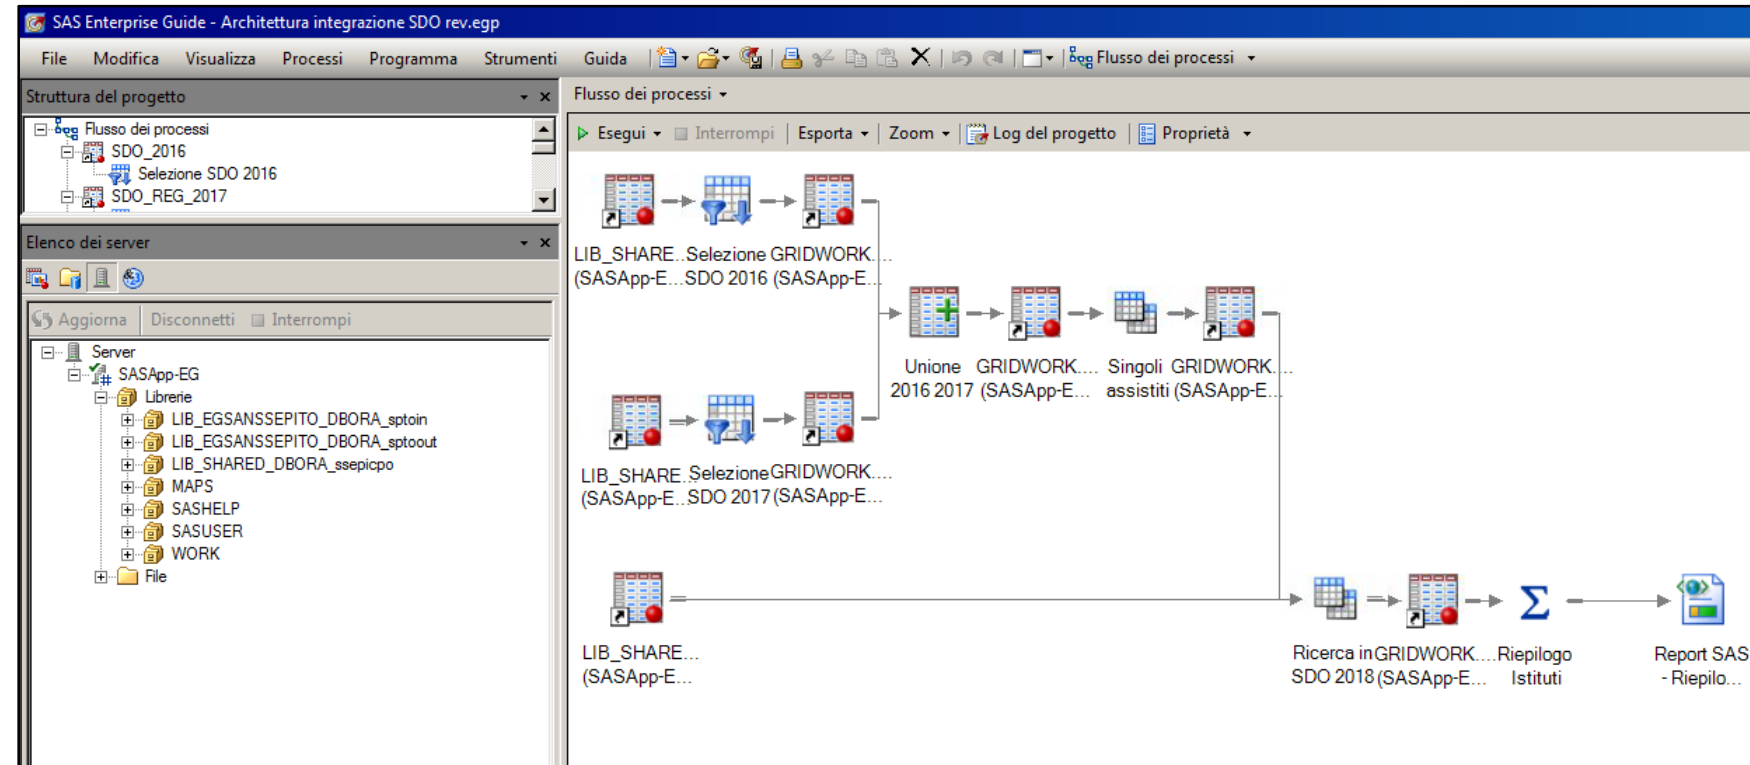 SAS Enterprise Guide - Architettura integrazione SDO rev.egp
File Modifica Visualizza Processi Programma Strumenti Guida Flusso dei processi
Struttura del progetto
Flusso dei processi
SDO_2016
Selezione SDO 2016
SDO_REG_2017
Elenco dei server
Aggiorna Disconnetti Interrompi
Server
SASApp-EG
Librerie
LIB_EGSANSSEPITO_DBORA_sptoin
LIB_EGSANSSEPITO_DBORA_sptoout
LIB_SHARED_DBORA_ssepicpo
MAPS
SASHELP
SASUSER
WORK
File
Flusso dei processi
Esegui Interrompi Esporta Zoom Log del progetto Proprietà
LIB_SHARE...
(SASApp-E...
Selezione
SDO 2016
GRIDWORK....
(SASApp-E...
Unione
2016 2017
GRIDWORK....
(SASApp-E...
Singoli
assistiti
GRIDWORK....
(SASApp-E...
LIB_SHARE...
(SASApp-E...
Selezione
SDO 2017
GRIDWORK....
(SASApp-E...
LIB_SHARE...
(SASApp-E...
Ricerca in
SDO 2018
GRIDWORK....
(SASApp-E...
Riepilogo
Istituti
Report SAS
- Riepilo...